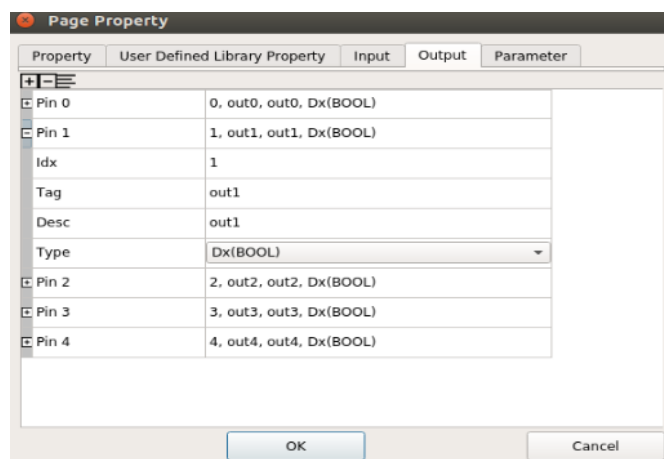 Page Property
Property User Defined Library Property Input Output Parameter
Pin 0 0, out0, out0, Dx(BOOL)
Pin 1 1, out1, out1, Dx(BOOL)
Idx 1
Tag out1
Desc out1
Type Dx(BOOL)
Pin 2 2, out2, out2, Dx(BOOL)
Pin 3 3, out3, out3, Dx(BOOL)
Pin 4 4, out4, out4, Dx(BOOL)
OK Cancel